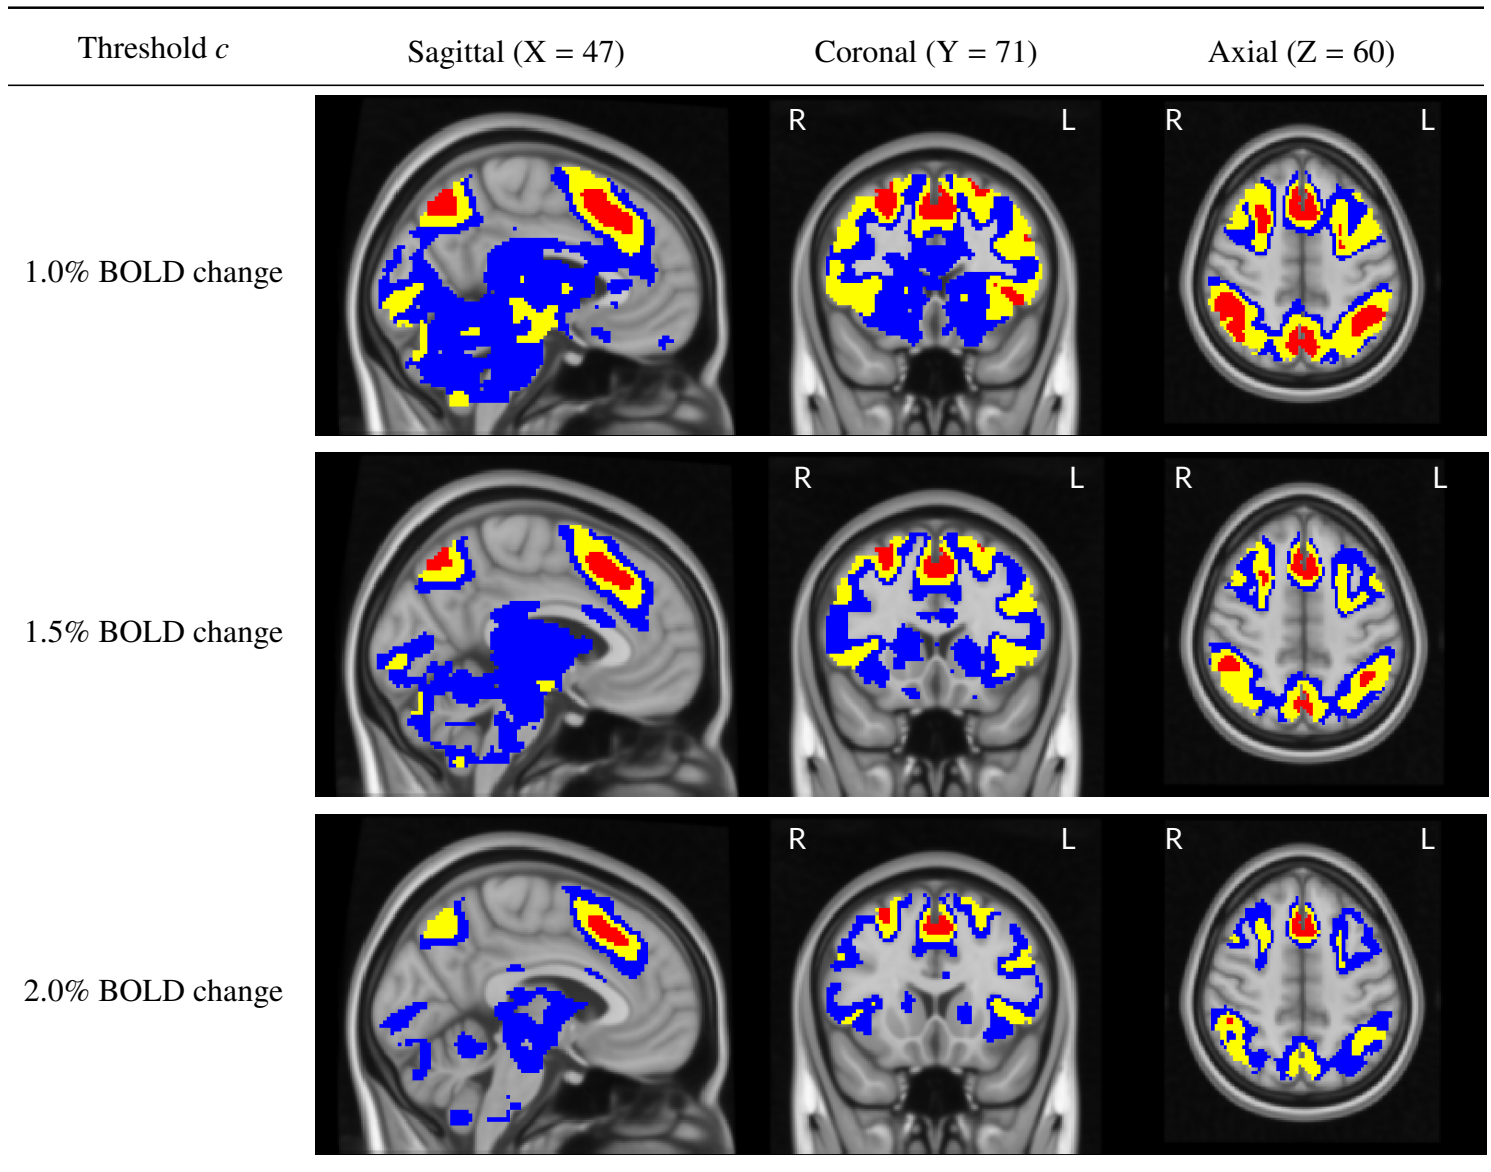 Threshold c Sagittal (X = 47) Coronal (Y = 71) Axial (Z = 60)
R L R L
1.0% BOLD change
R L R L
1.5% BOLD change
R L R L
2.0% BOLD change